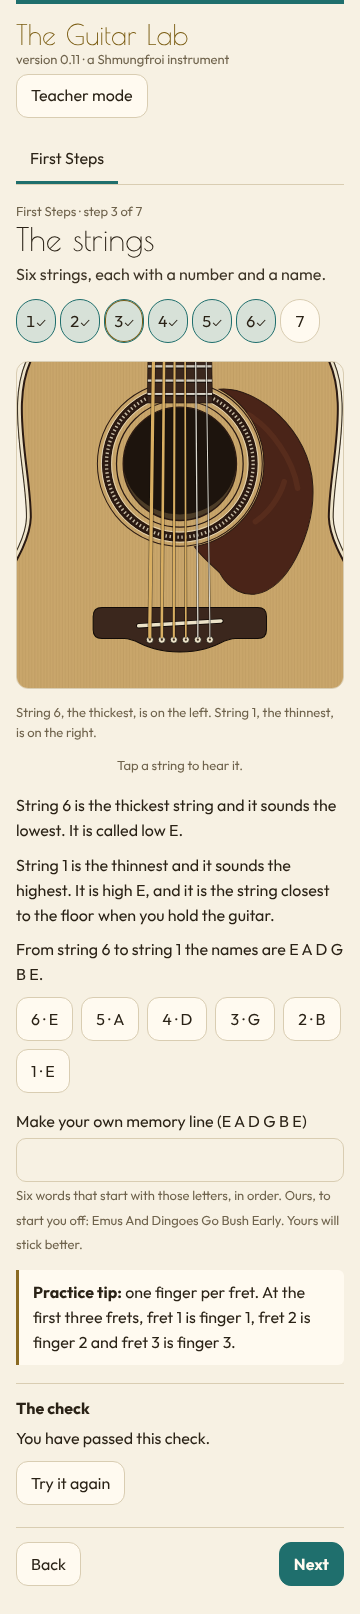 The Guitar Lab
version 0.11 · a Shmungfroi instrument
Teacher mode
First Steps
First Steps · step 3 of 7
The strings
Six strings, each with a number and a name.
1✓ 2✓ 3✓ 4✓ 5✓ 6✓ 7
String 6, the thickest, is on the left. String 1, the thinnest,
is on the right.
Tap a string to hear it.
String 6 is the thickest string and it sounds the
lowest. It is called low E.
String 1 is the thinnest and it sounds the
highest. It is high E, and it is the string closest
to the floor when you hold the guitar.
From string 6 to string 1 the names are E A D G
B E.
6 · E 5 · A 4 · D 3 · G 2 · B
1 · E
Make your own memory line (E A D G B E)
Six words that start with those letters, in order. Ours, to
start you off: Emus And Dingoes Go Bush Early. Yours will
stick better.
Practice tip: one finger per fret. At the
first three frets, fret 1 is finger 1, fret 2 is
finger 2 and fret 3 is finger 3.
The check
You have passed this check.
Try it again
Back Next